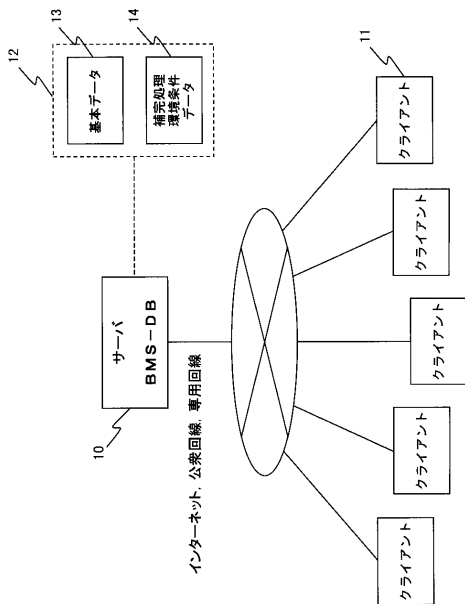 12
13
基本データ
14
補完処理
環境条件
データ
サーバ
BMS-DB
10
インターネット, 公衆回線, 専用回線
11
クライアント
クライアント
クライアント
クライアント
クライアント